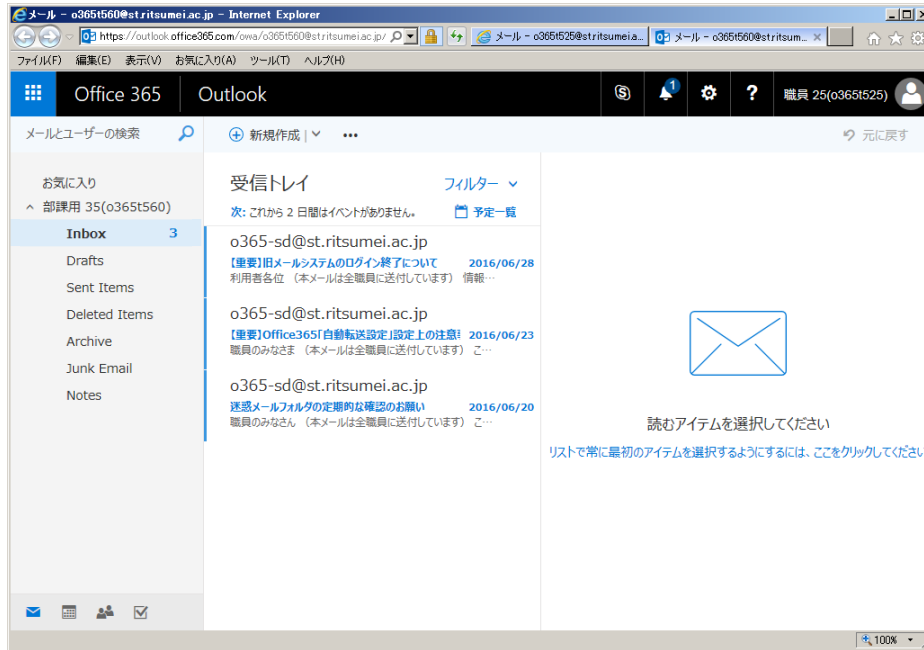 メール - o365t560@st.ritsumei.ac.jp - Internet Explorer
https://outlook.office365.com/owa/o365t560@st.ritsumei.ac.jp/
メール - o365t525@st.ritsumei.a...
メール - o365t560@st.ritsum...
ファイル(F) 編集(E) 表示(V) お気に入り(A) ツール(T) ヘルプ(H)
Office 365 Outlook
1
?
職員 25(o365t525)
メールとユーザーの検索
新規作成
元に戻す
お気に入り
部課用 35(o365t560)
Inbox 3
Drafts
Sent Items
Deleted Items
Archive
Junk Email
Notes
受信トレイ フィルター
次: これから 2 日間はイベントがありません。 予定一覧
o365-sd@st.ritsumei.ac.jp
【重要】旧メールシステムのログイン終了について 2016/06/28
利用者各位 (本メールは全職員に送付しています) 情報…
o365-sd@st.ritsumei.ac.jp
【重要】Office365「自動転送設定」設定上の注意 2016/06/23
職員のみなさま (本メールは全職員に送付しています) こ…
o365-sd@st.ritsumei.ac.jp
迷惑メールフォルダの定期的な確認のお願い 2016/06/20
職員のみなさん (本メールは全職員に送付しています) こ…
読むアイテムを選択してください
リストで常に最初のアイテムを選択するようにするには、ここをクリックしてください
100%